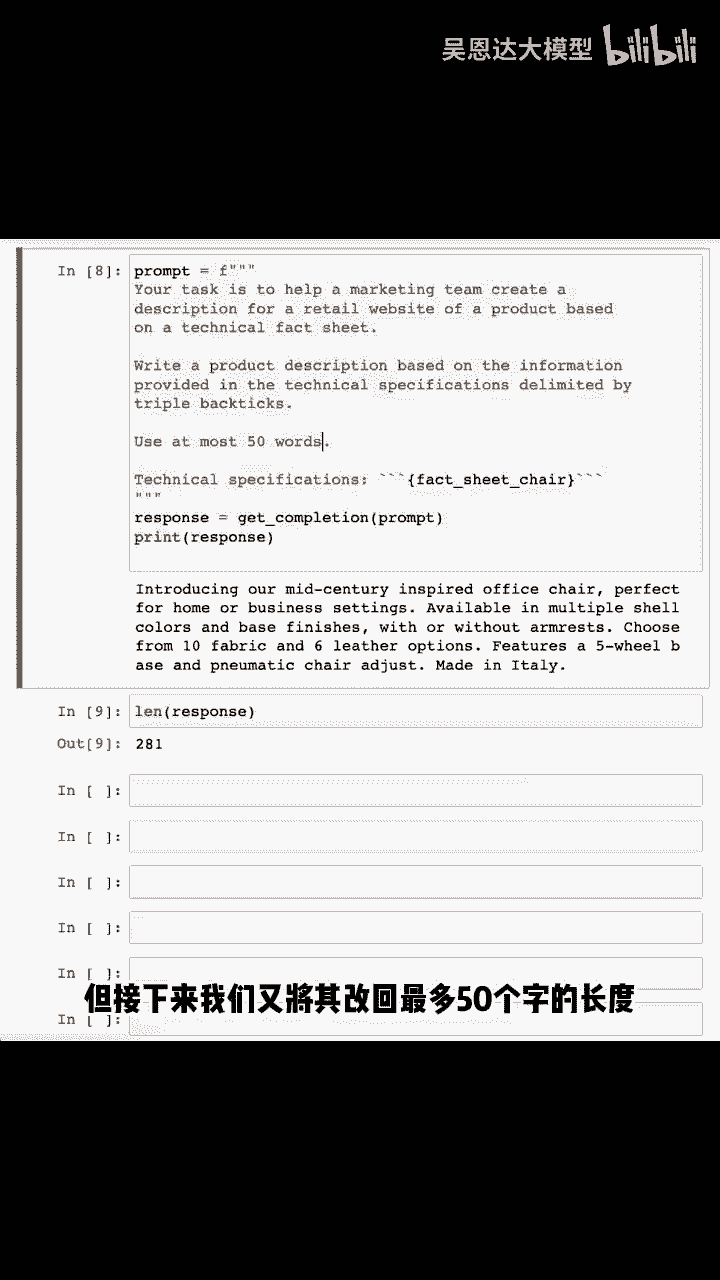 吴恩达大模型 bilibili
In [8]: prompt = f"""
Your task is to help a marketing team create a
description for a retail website of a product based
on a technical fact sheet.
Write a product description based on the information
provided in the technical specifications delimited by
triple backticks.
Use at most 50 words.
Technical specifications: ```{fact_sheet_chair}```
"""
response = get_completion(prompt)
print(response)
Introducing our mid-century inspired office chair, perfect
for home or business settings. Available in multiple shell
colors and base finishes, with or without armrests. Choose
from 10 fabric and 6 leather options. Features a 5-wheel b
ase and pneumatic chair adjust. Made in Italy.
In [9]: len(response)
Out[9]: 281
In [ ]:
In [ ]:
In [ ]:
In [ ]:
In [ ]:
但接下来我们又將其改回最多50个字的长度
In [ ]: